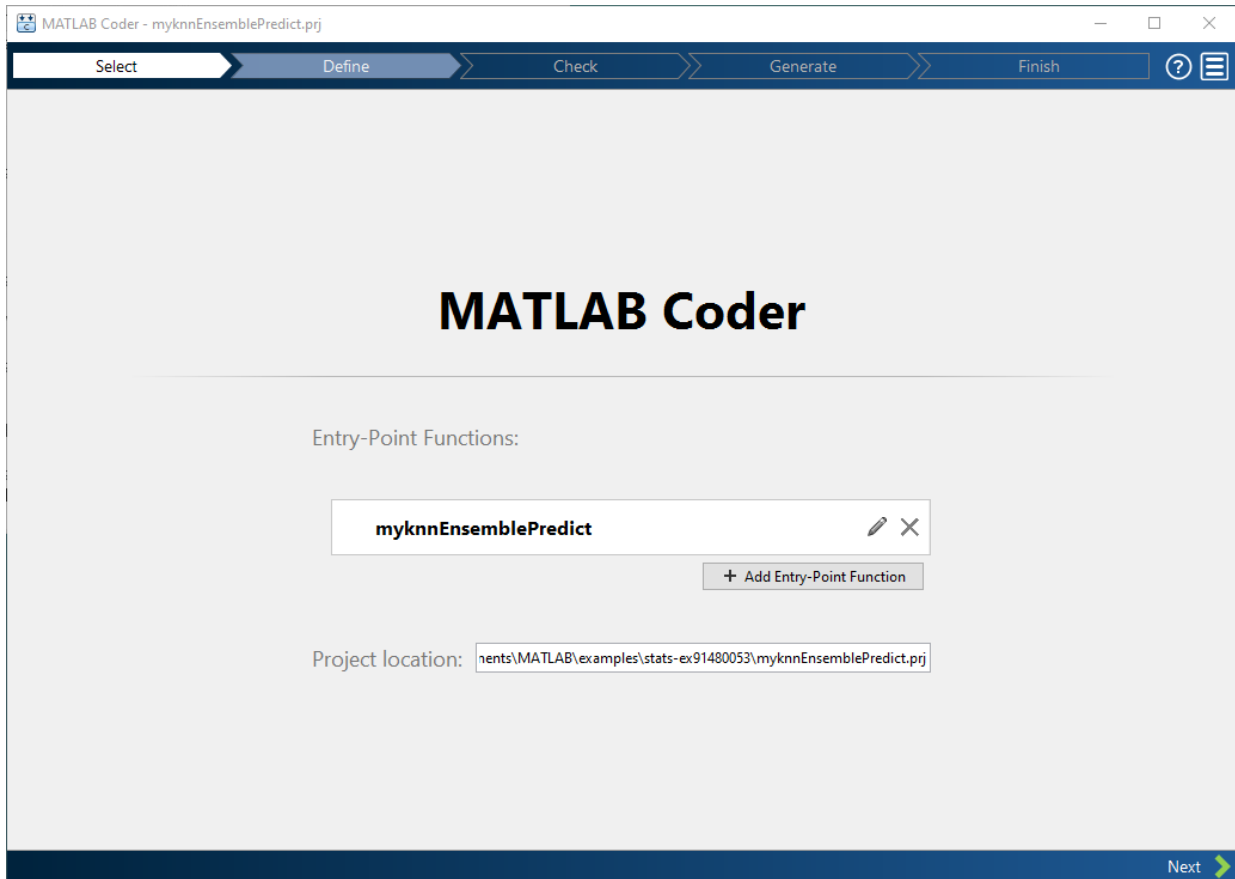 MATLAB Coder - myknnEnsemblePredict.prj
Select Define Check Generate Finish
MATLAB Coder
Entry-Point Functions:
myknnEnsemblePredict
+ Add Entry-Point Function
Project location: nents\MATLAB\examples\stats-ex91480053\myknnEnsemblePredict.prj
Next